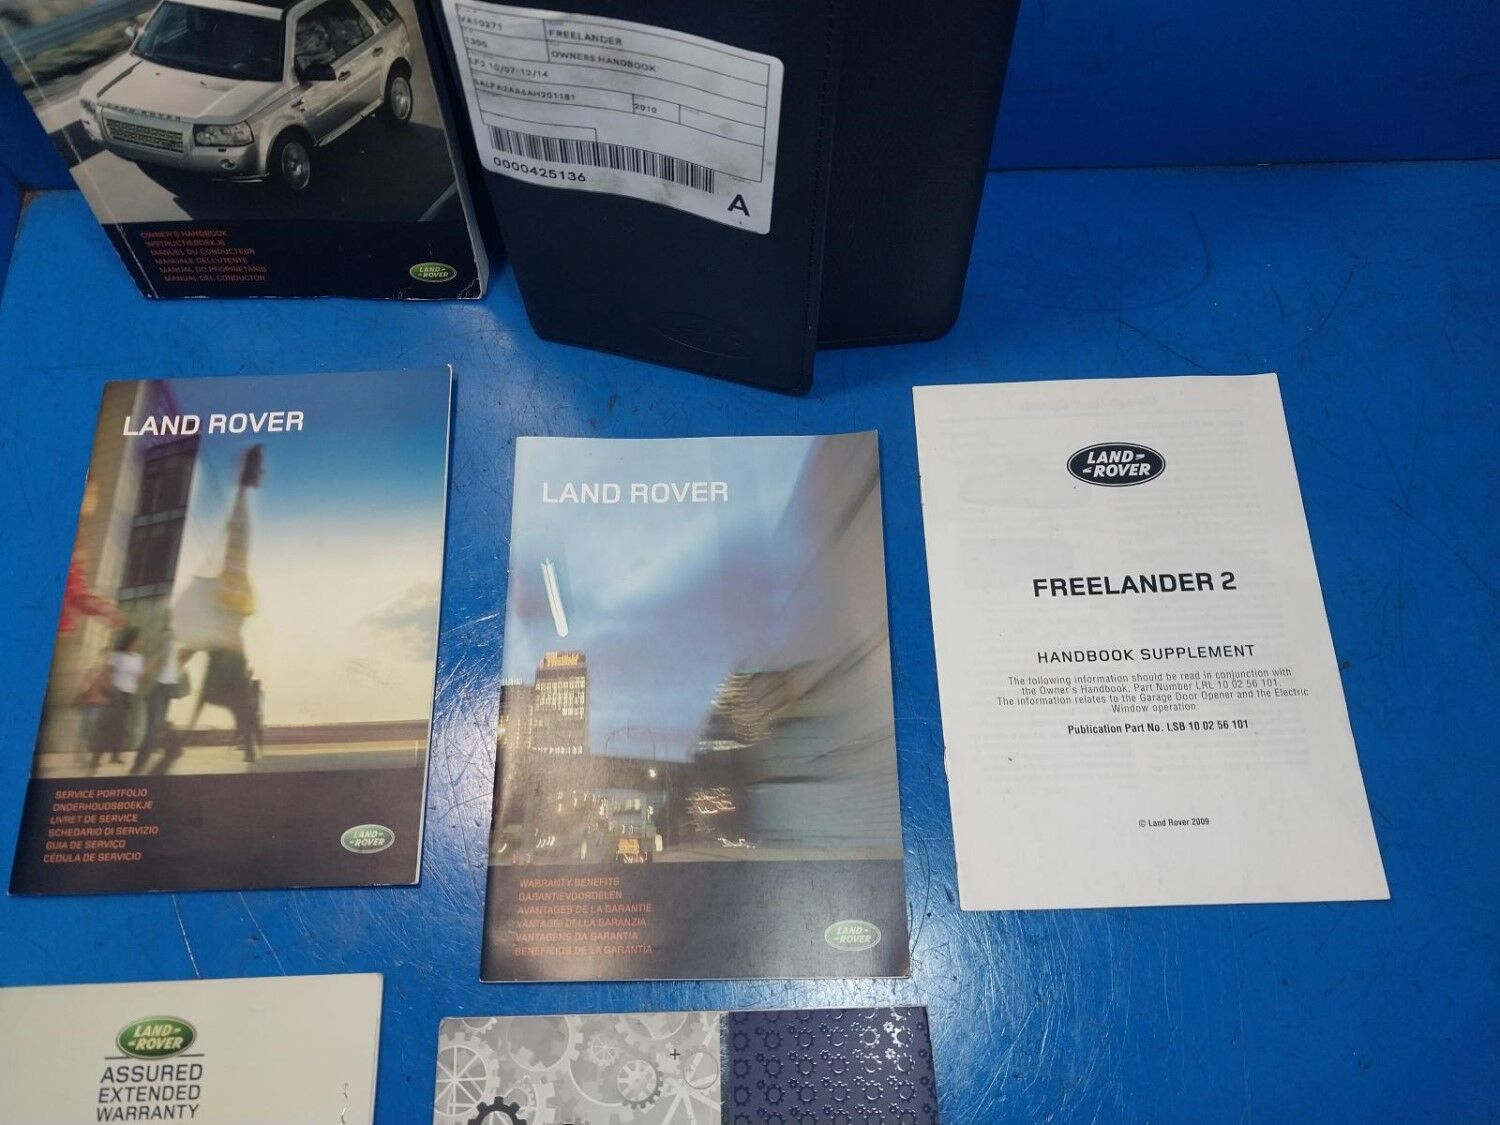 LAND ROVER
OWNER'S HANDBOOK
INSTRUCTIEBOEKJE
MANUEL DU CONDUCTEUR
MANUALE DELL'UTENTE
MANUAL DO PROPRIETÁRIO
MANUAL DEL CONDUCTOR
LAND ROVER
VA10271
FREELANDER
1305
OWNERS HANDBOOK
LF2 10/07-12/14
SALFA2AA6AH201181
2010
0000425136
A
LAND ROVER
SERVICE PORTFOLIO
ONDERHOUDSBOEKJE
LIVRET DE SERVICE
SCHEDARIO DI SERVIZIO
GUIA DE SERVIÇO
CÉDULA DE SERVICIO
LAND ROVER
LAND ROVER
WARRANTY BENEFITS
GARANTIEVOORDELEN
AVANTAGES DE LA GARANTIE
VANTAGGI DELLA GARANZIA
VANTAGENS DA GARANTIA
BENEFICIOS DE LA GARANTÍA
LAND ROVER
LAND ROVER
FREELANDER 2
HANDBOOK SUPPLEMENT
The following information should be read in conjunction with
the Owner's Handbook, Part Number LRL 10 02 56 101.
The information relates to the Garage Door Opener and the Electric
Window operation.
Publication Part No. LSB 10 02 56 101
© Land Rover 2009
LAND ROVER
ASSURED
EXTENDED
WARRANTY